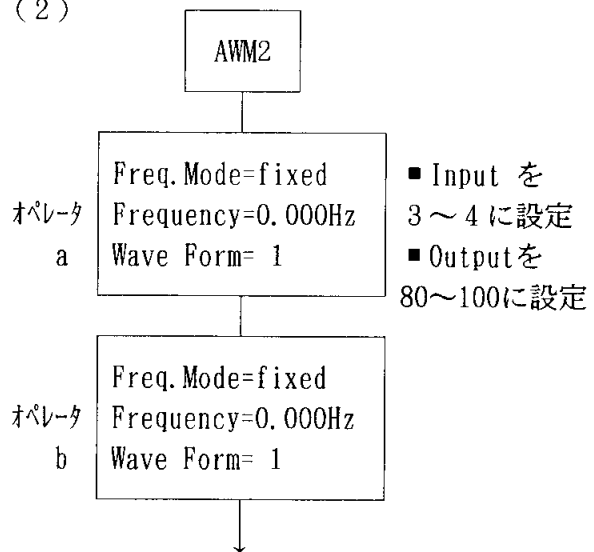 (2)
AWM2
Freq.Mode=fixed
Frequency=0.000Hz
Wave Form= 1
オペレータ
a
■Input を
3～4に設定
■Outputを
80～100に設定
Freq.Mode=fixed
Frequency=0.000Hz
Wave Form= 1
オペレータ
b